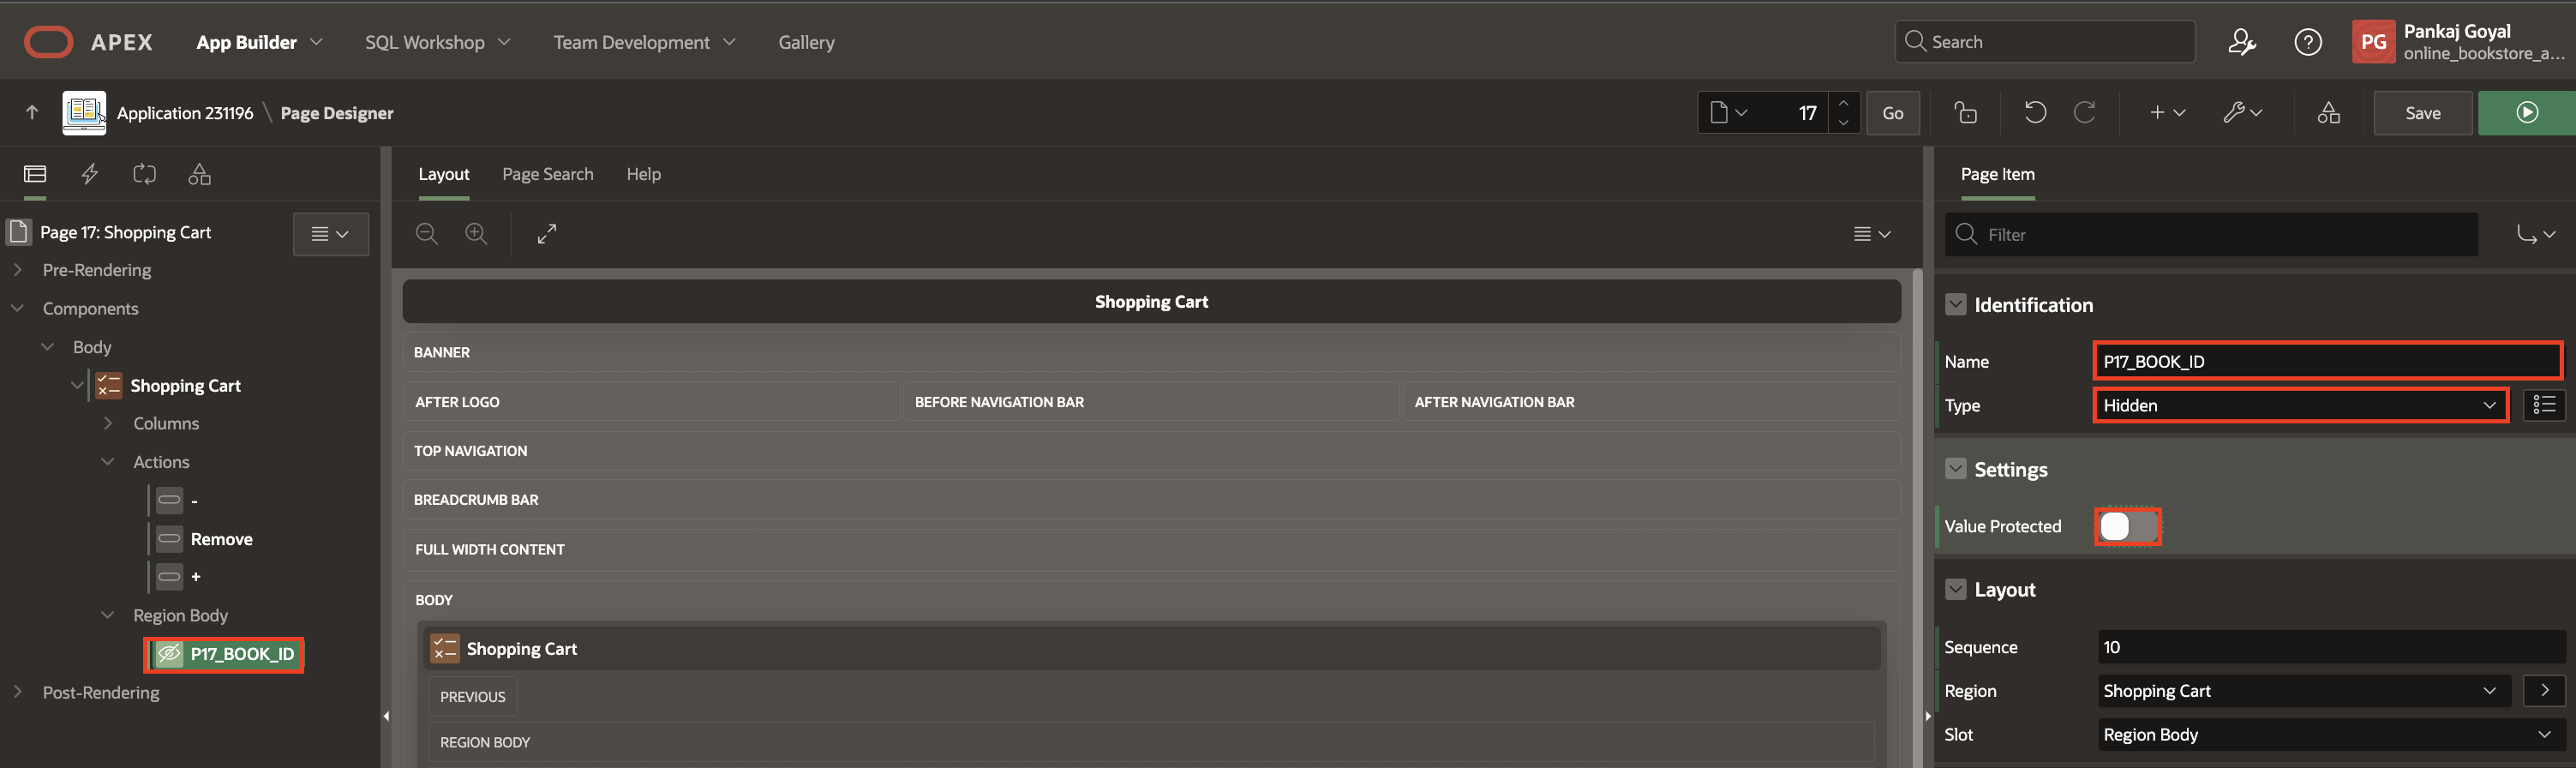 APEX App Builder SQL Workshop Team Development Gallery Search ? PG Pankaj Goyal
online_bookstore_a...
Application 231196 \ Page Designer 17 Go Save
Layout Page Search Help Page Item
Page 17: Shopping Cart
Filter
Pre-Rendering
Components
Body
Shopping Cart
Columns
Actions
-
Remove
+
Region Body
P17_BOOK_ID
Post-Rendering
Shopping Cart
BANNER
AFTER LOGO BEFORE NAVIGATION BAR AFTER NAVIGATION BAR
TOP NAVIGATION
BREADCRUMB BAR
FULL WIDTH CONTENT
BODY
Shopping Cart
PREVIOUS
REGION BODY
Identification
Name P17_BOOK_ID
Type Hidden
Settings
Value Protected
Layout
Sequence 10
Region Shopping Cart
Slot Region Body